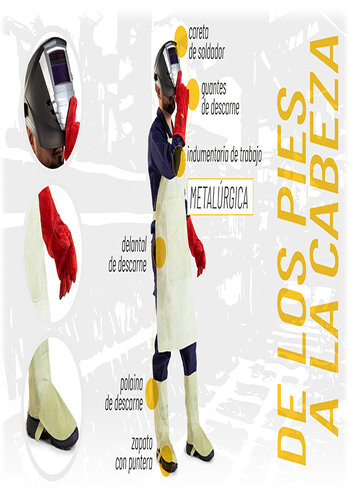 careta
de soldador
guantes
de descarne
indumentaria de trabajo
METALÚRGICA
delantal
de descarne
polaina
de descarne
zapato
con puntera
DE LOS PIES
A LA CABEZA